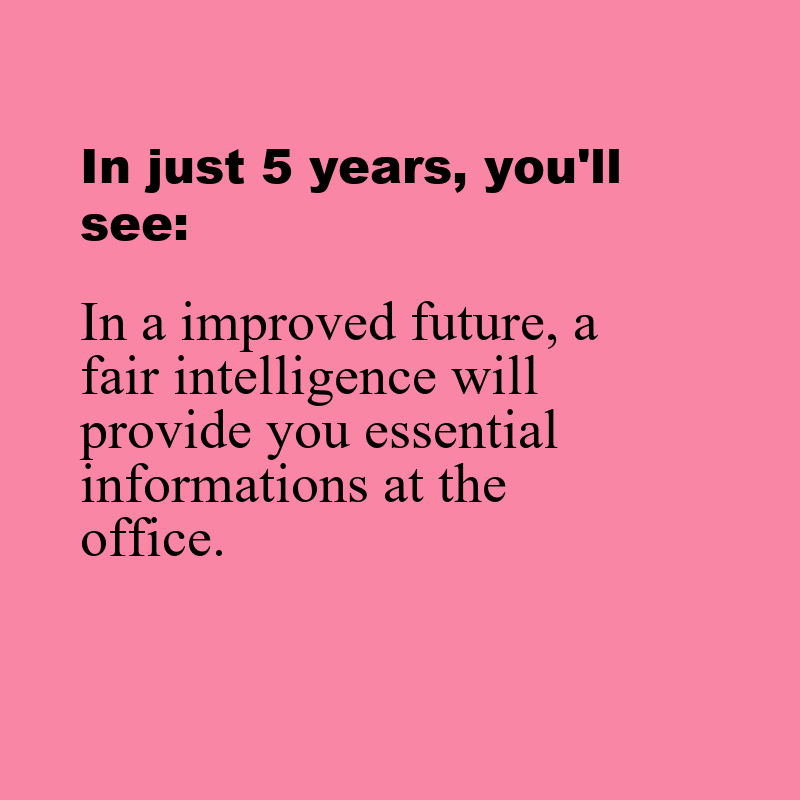 In just 5 years, you'll
see:
In a improved future, a
fair intelligence will
provide you essential
informations at the
office.